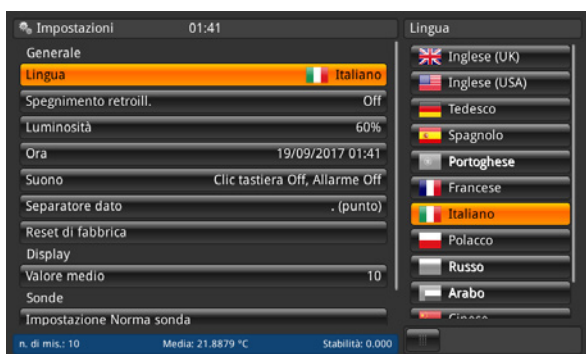 Impostazioni 01:41
Generale
Lingua Italiano
Spegnimento retroill. Off
Luminosità 60%
Ora 19/09/2017 01:41
Suono Clic tastiera Off, Allarme Off
Separatore dato . (punto)
Reset di fabbrica
Display
Valore medio 10
Sonde
Impostazione Norma sonda
n. di mis.: 10 Media: 21.8879 °C Stabilità: 0.000
Lingua
Inglese (UK)
Inglese (USA)
Tedesco
Spagnolo
Portoghese
Francese
Italiano
Polacco
Russo
Arabo
Cinese